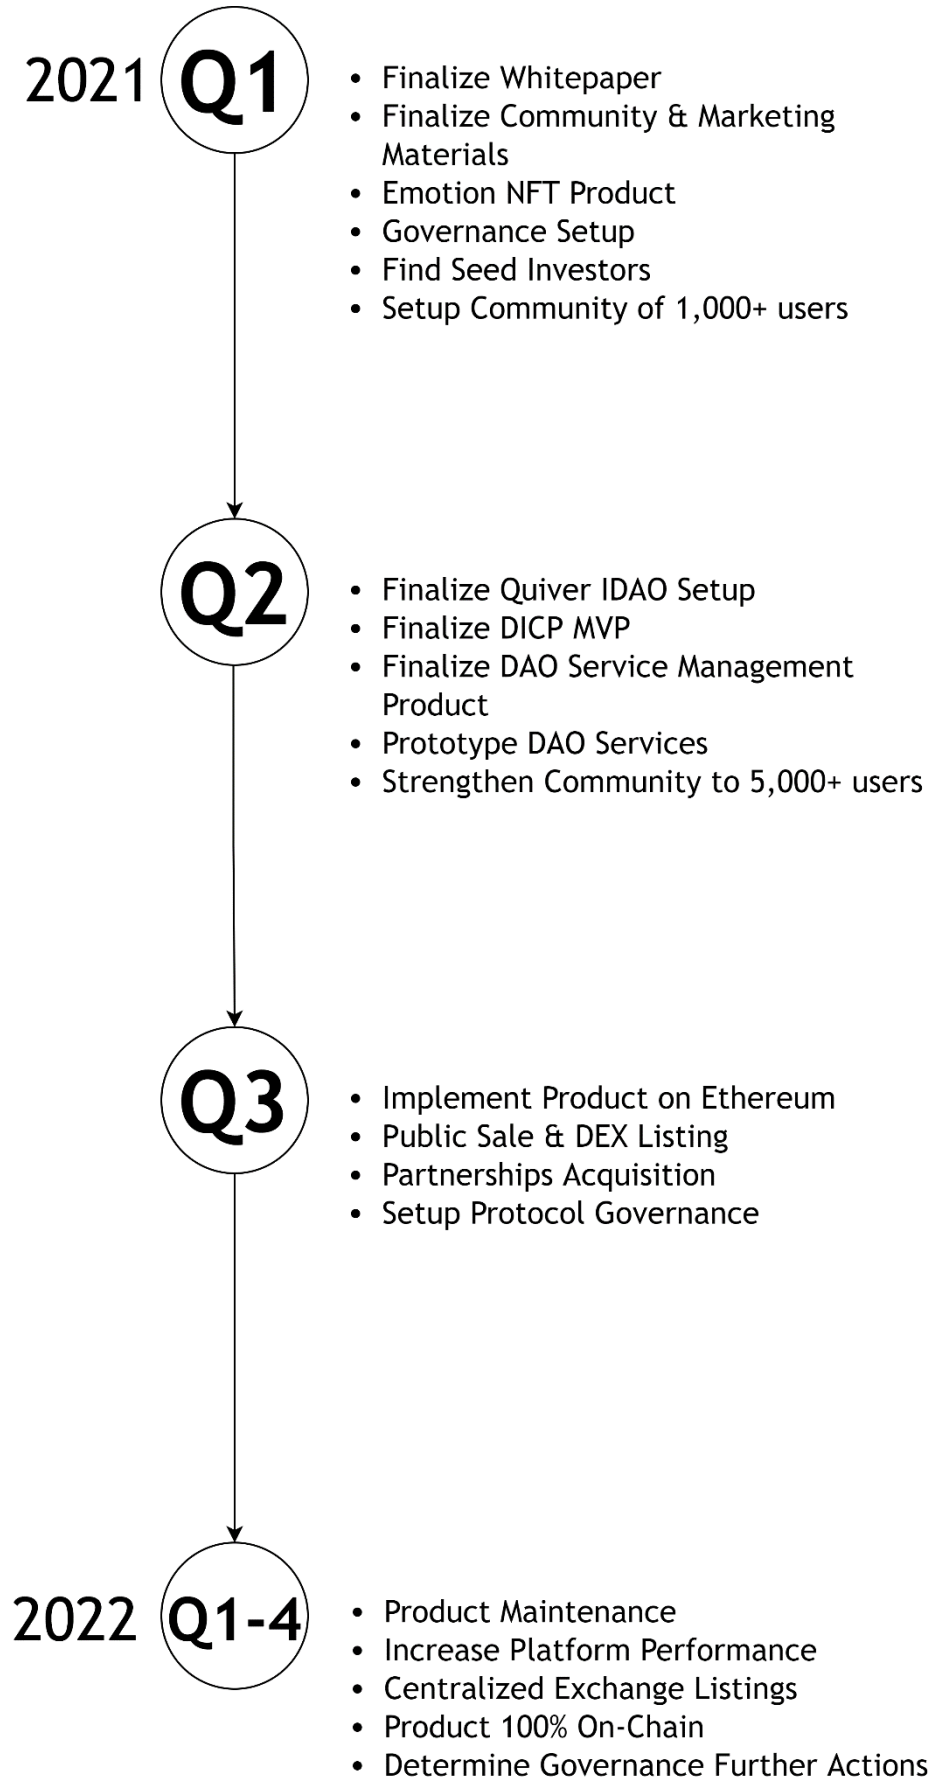 2021 Q1
• Finalize Whitepaper
• Finalize Community & Marketing
Materials
• Emotion NFT Product
• Governance Setup
• Find Seed Investors
• Setup Community of 1,000+ users
Q2
• Finalize Quiver IDAO Setup
• Finalize DICP MVP
• Finalize DAO Service Management
Product
• Prototype DAO Services
• Strengthen Community to 5,000+ users
Q3
• Implement Product on Ethereum
• Public Sale & DEX Listing
• Partnerships Acquisition
• Setup Protocol Governance
2022 Q1-4
• Product Maintenance
• Increase Platform Performance
• Centralized Exchange Listings
• Product 100% On-Chain
• Determine Governance Further Actions